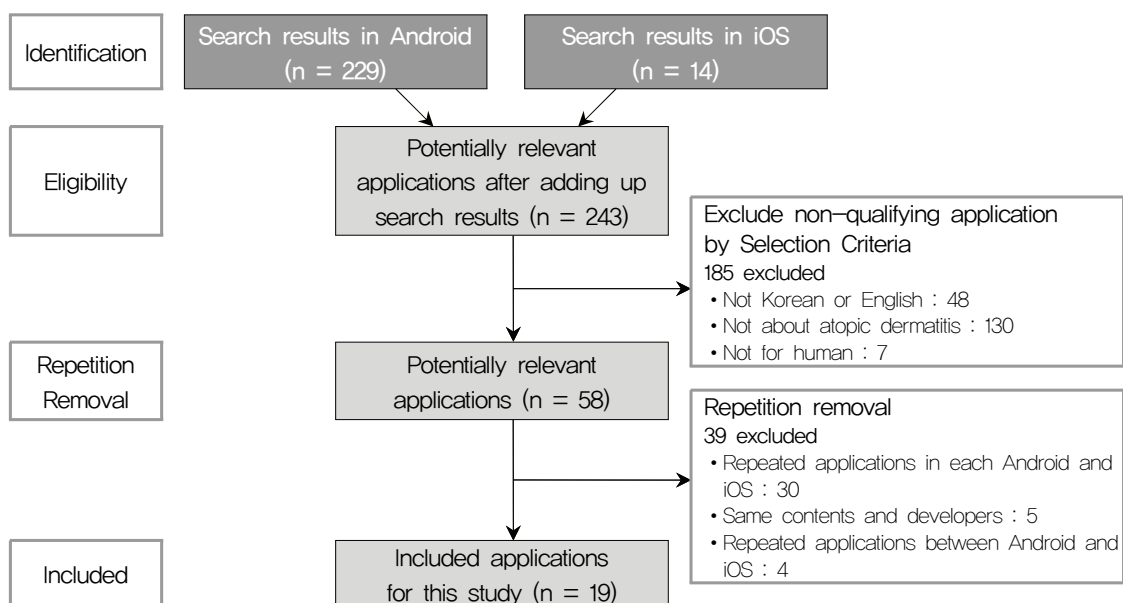 Identification
Search results in Android
(n = 229)
Search results in iOS
(n = 14)
Eligibility
Potentially relevant
applications after adding up
search results (n = 243)
Exclude non-qualifying application
by Selection Criteria
185 excluded
• Not Korean or English : 48
• Not about atopic dermatitis : 130
• Not for human : 7
Repetition
Removal
Potentially relevant
applications (n = 58)
Repetition removal
39 excluded
• Repeated applications in each Android and
iOS : 30
• Same contents and developers : 5
• Repeated applications between Android and
iOS : 4
Included
Included applications
for this study (n = 19)